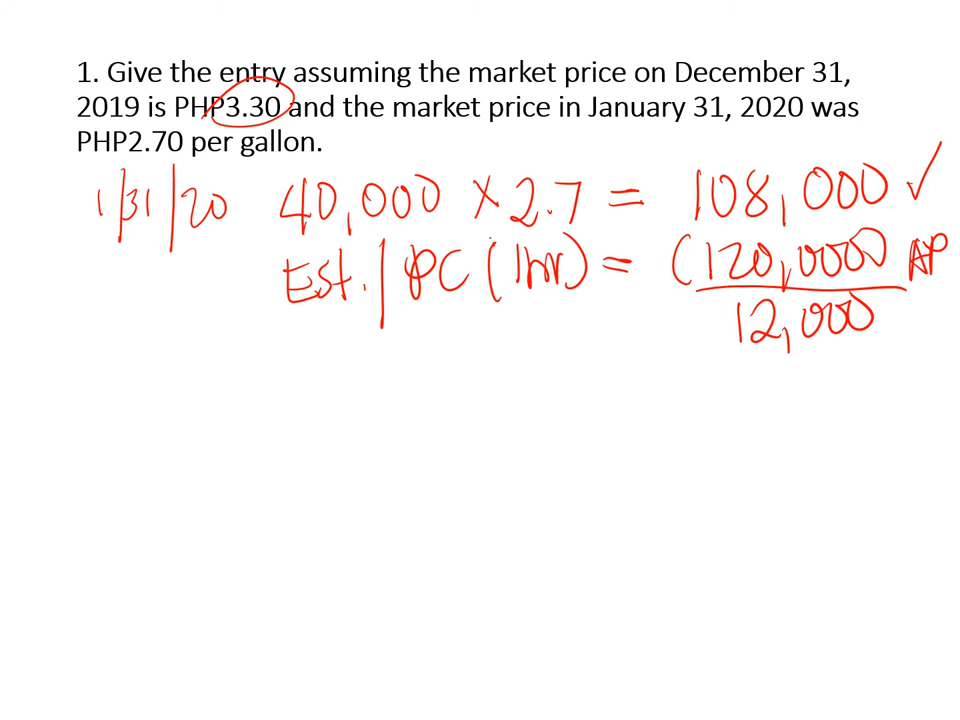 1. Give the entry assuming the market price on December 31,
2019 is PHP3.30 and the market price in January 31, 2020 was
PHP2.70 per gallon.
1/31/20 40,000 × 2.7 = 108,000 ✓
Est. / PC ( ) = (120,000) AP
12,000